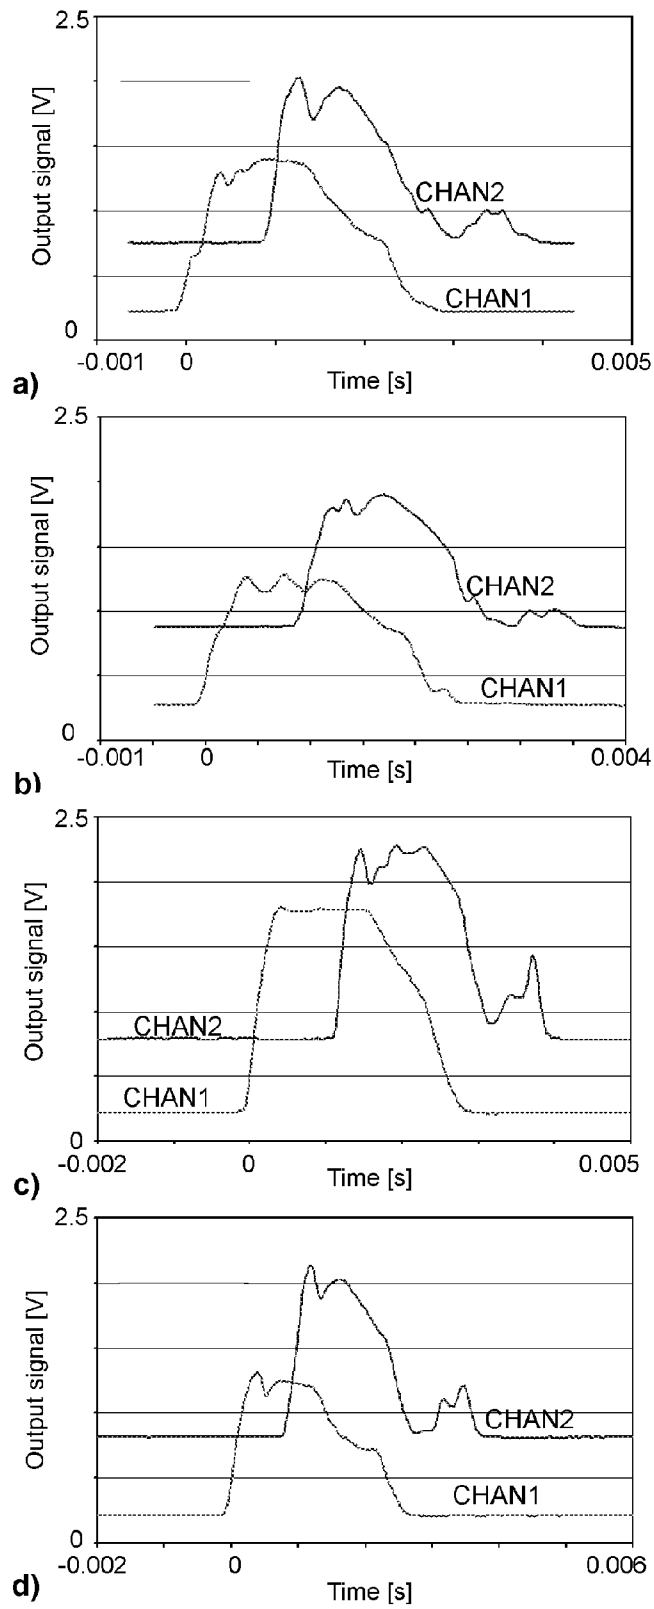 2.5
Output signal [V]
CHAN2
CHAN1
0
-0.001 0 0.005
Time [s]
a)
2.5
Output signal [V]
CHAN2
CHAN1
0
-0.001 0 0.004
Time [s]
b)
2.5
Output signal [V]
CHAN2
CHAN1
0
-0.002 0 0.005
Time [s]
c)
2.5
Output signal [V]
CHAN2
CHAN1
0
-0.002 0 0.006
Time [s]
d)